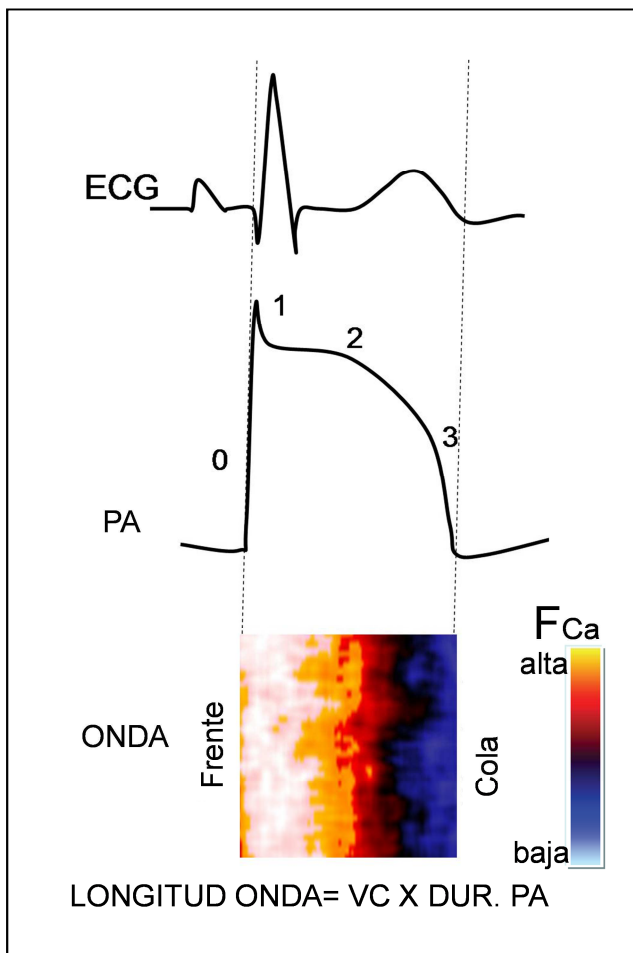 ECG
1
2
3
0
PA
FCa
alta
ONDA
Frente
Cola
baja
LONGITUD ONDA= VC X DUR. PA